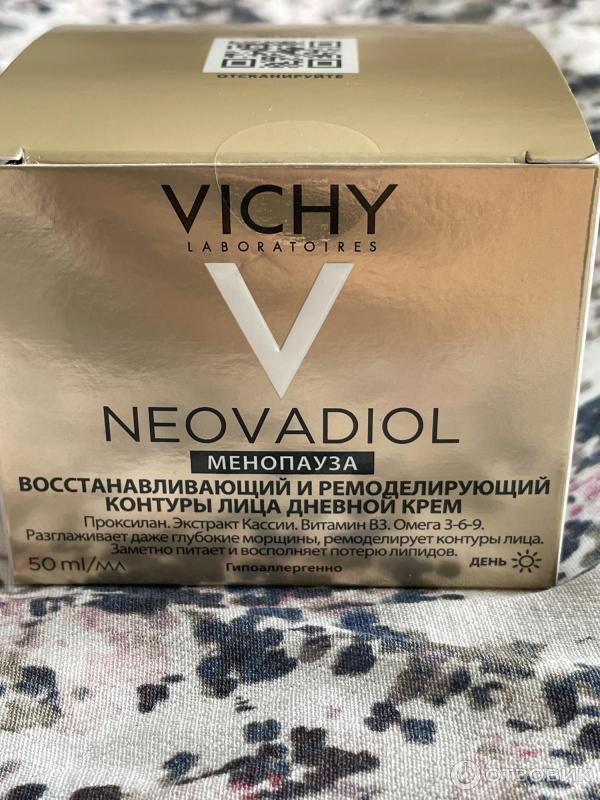 ОТСКАНИРУЙТЕ
VICHY
LABORATOIRES
V
NEOVADIOL
МЕНОПАУЗА
ВОССТАНАВЛИВАЮЩИЙ И РЕМОДЕЛИРУЮЩИЙ
КОНТУРЫ ЛИЦА ДНЕВНОЙ КРЕМ
Проксилан. Экстракт Кассии. Витамин В3. Омега 3-6-9.
Разглаживает даже глубокие морщины, ремоделирует контуры лица.
Заметно питает и восполняет потерю липидов.
50 ml/мл
Гипоаллергенно
ДЕНЬ
ОТЗОВИК